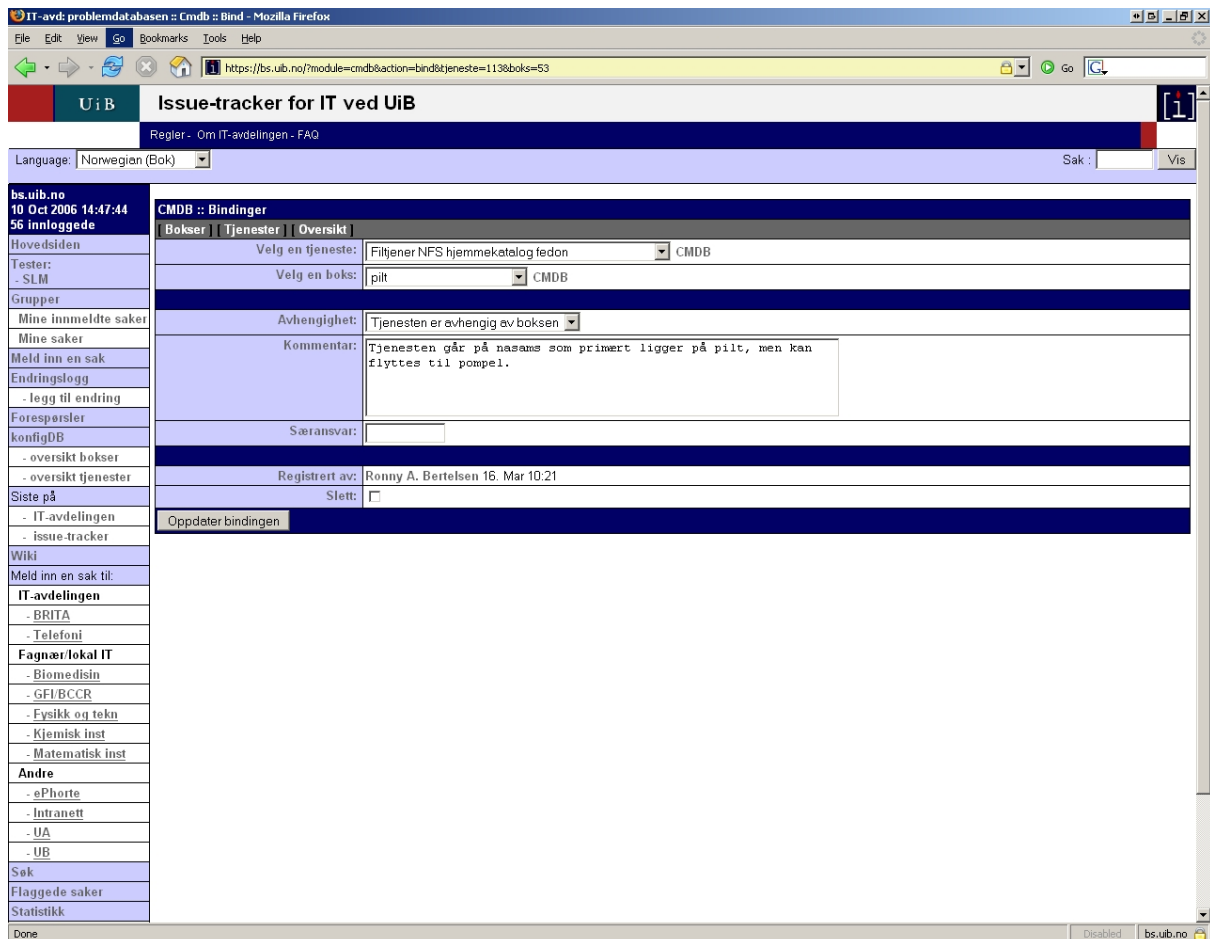 IT-avd: problemdatabasen :: Cmdb :: Bind - Mozilla Firefox
File Edit View Go Bookmarks Tools Help
https://bs.uib.no/?module=cmdb&action=bind&tjeneste=113&boks=53
Go
UiB
Issue-tracker for IT ved UiB
[i]
Regler - Om IT-avdelingen - FAQ
Language: Norwegian (Bok)
Sak : Vis
bs.uib.no
10 Oct 2006 14:47:44
56 innloggede
Hovedsiden
Tester:
- SLM
Grupper
Mine innmeldte saker
Mine saker
Meld inn en sak
Endringslogg
- legg til endring
Forespørsler
konfigDB
- oversikt bokser
- oversikt tjenester
Siste på
- IT-avdelingen
- issue-tracker
Wiki
Meld inn en sak til:
IT-avdelingen
- BRITA
- Telefoni
Fagnær/lokal IT
- Biomedisin
- GFI/BCCR
- Fysikk og tekn
- Kjemisk inst
- Matematisk inst
Andre
- ePhorte
- Intranett
- UA
- UB
Søk
Flaggede saker
Statistikk
CMDB :: Bindinger
[ Bokser ] [ Tjenester ] [ Oversikt ]
Velg en tjeneste: Filtjener NFS hjemmekatalog fedon CMDB
Velg en boks: pilt CMDB
Avhengighet: Tjenesten er avhengig av boksen
Kommentar: Tjenesten går på nasams som primært ligger på pilt, men kan
flyttes til pompel.
Særansvar:
Registrert av: Ronny A. Bertelsen 16. Mar 10:21
Slett:
Oppdater bindingen
Done
Disabled bs.uib.no